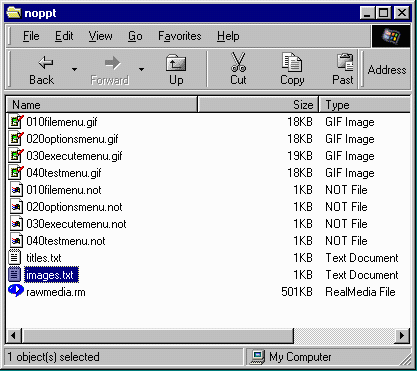 noppt
File Edit View Go Favorites Help
Back Forward Up Cut Copy Past Address
Name Size Type
010filemenu.gif 18KB GIF Image
020optionsmenu.gif 18KB GIF Image
030executemenu.gif 19KB GIF Image
040testmenu.gif 18KB GIF Image
010filemenu.not 1KB NOT File
020optionsmenu.not 1KB NOT File
030executemenu.not 1KB NOT File
040testmenu.not 1KB NOT File
titles.txt 1KB Text Document
images.txt 1KB Text Document
rawmedia.rm 501KB RealMedia File
1 object(s) selected My Computer